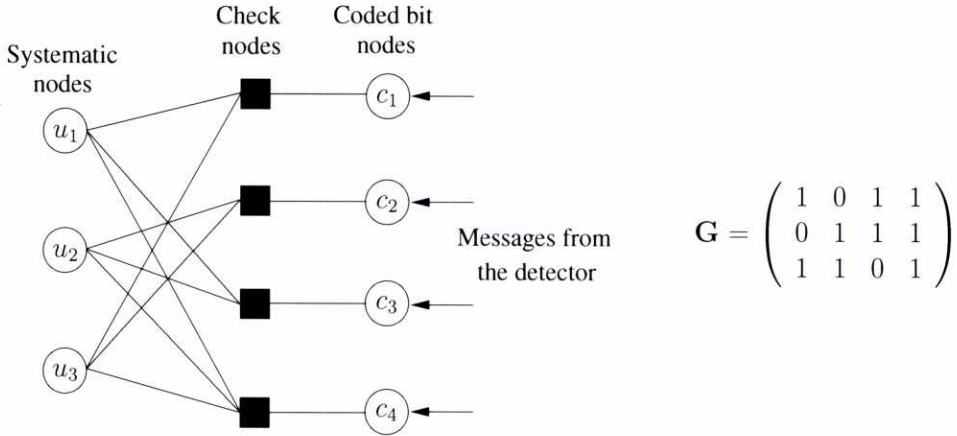 Systematic
nodes
Check
nodes
Coded bit
nodes
u₁
u₂
u₃
c₁
c₂
c₃
c₄
Messages from
the detector
G = ( 1 0 1 1
0 1 1 1
1 1 0 1 )